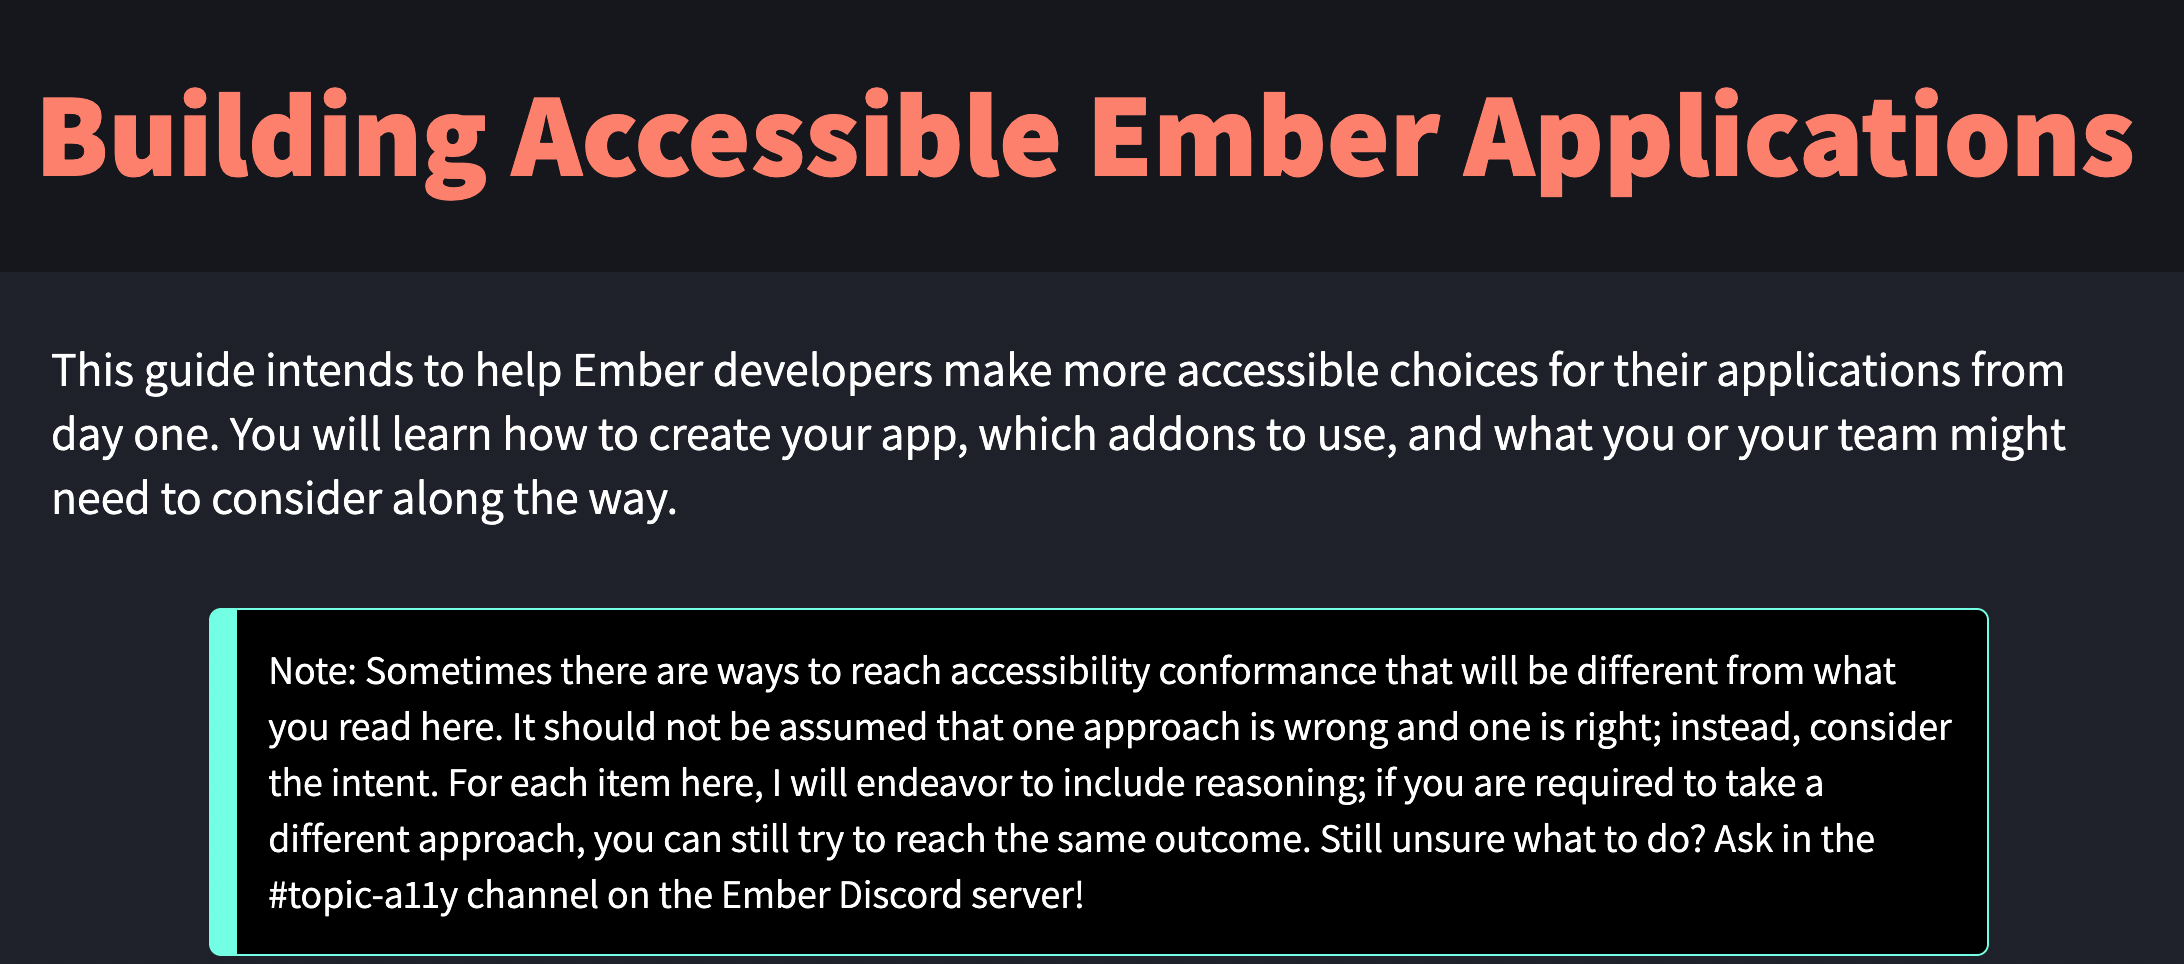 Building Accessible Ember Applications
This guide intends to help Ember developers make more accessible choices for their applications from
day one. You will learn how to create your app, which addons to use, and what you or your team might
need to consider along the way.
Note: Sometimes there are ways to reach accessibility conformance that will be different from what
you read here. It should not be assumed that one approach is wrong and one is right; instead, consider
the intent. For each item here, I will endeavor to include reasoning; if you are required to take a
different approach, you can still try to reach the same outcome. Still unsure what to do? Ask in the
#topic-a11y channel on the Ember Discord server!